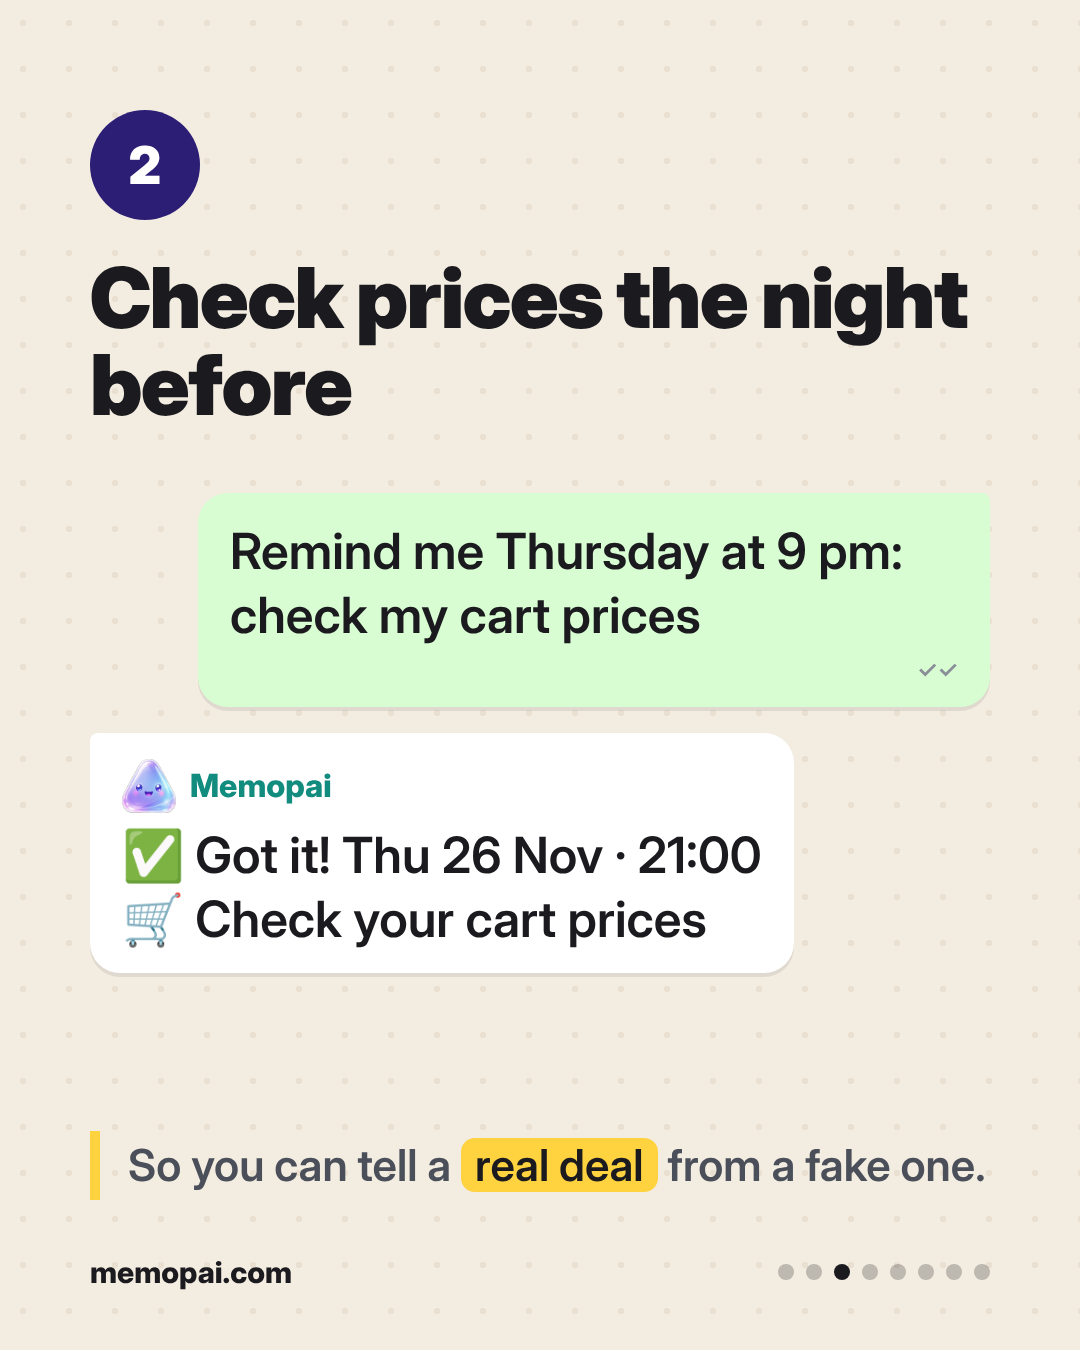 2
Check prices the night
before
Remind me Thursday at 9 pm:
check my cart prices
Memopai
✅ Got it! Thu 26 Nov · 21:00
🛒 Check your cart prices
So you can tell a real deal from a fake one.
memopai.com